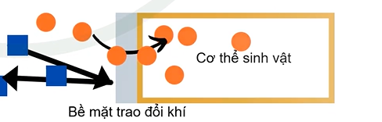 Cơ thể sinh vật
Bề mặt trao đổi khí